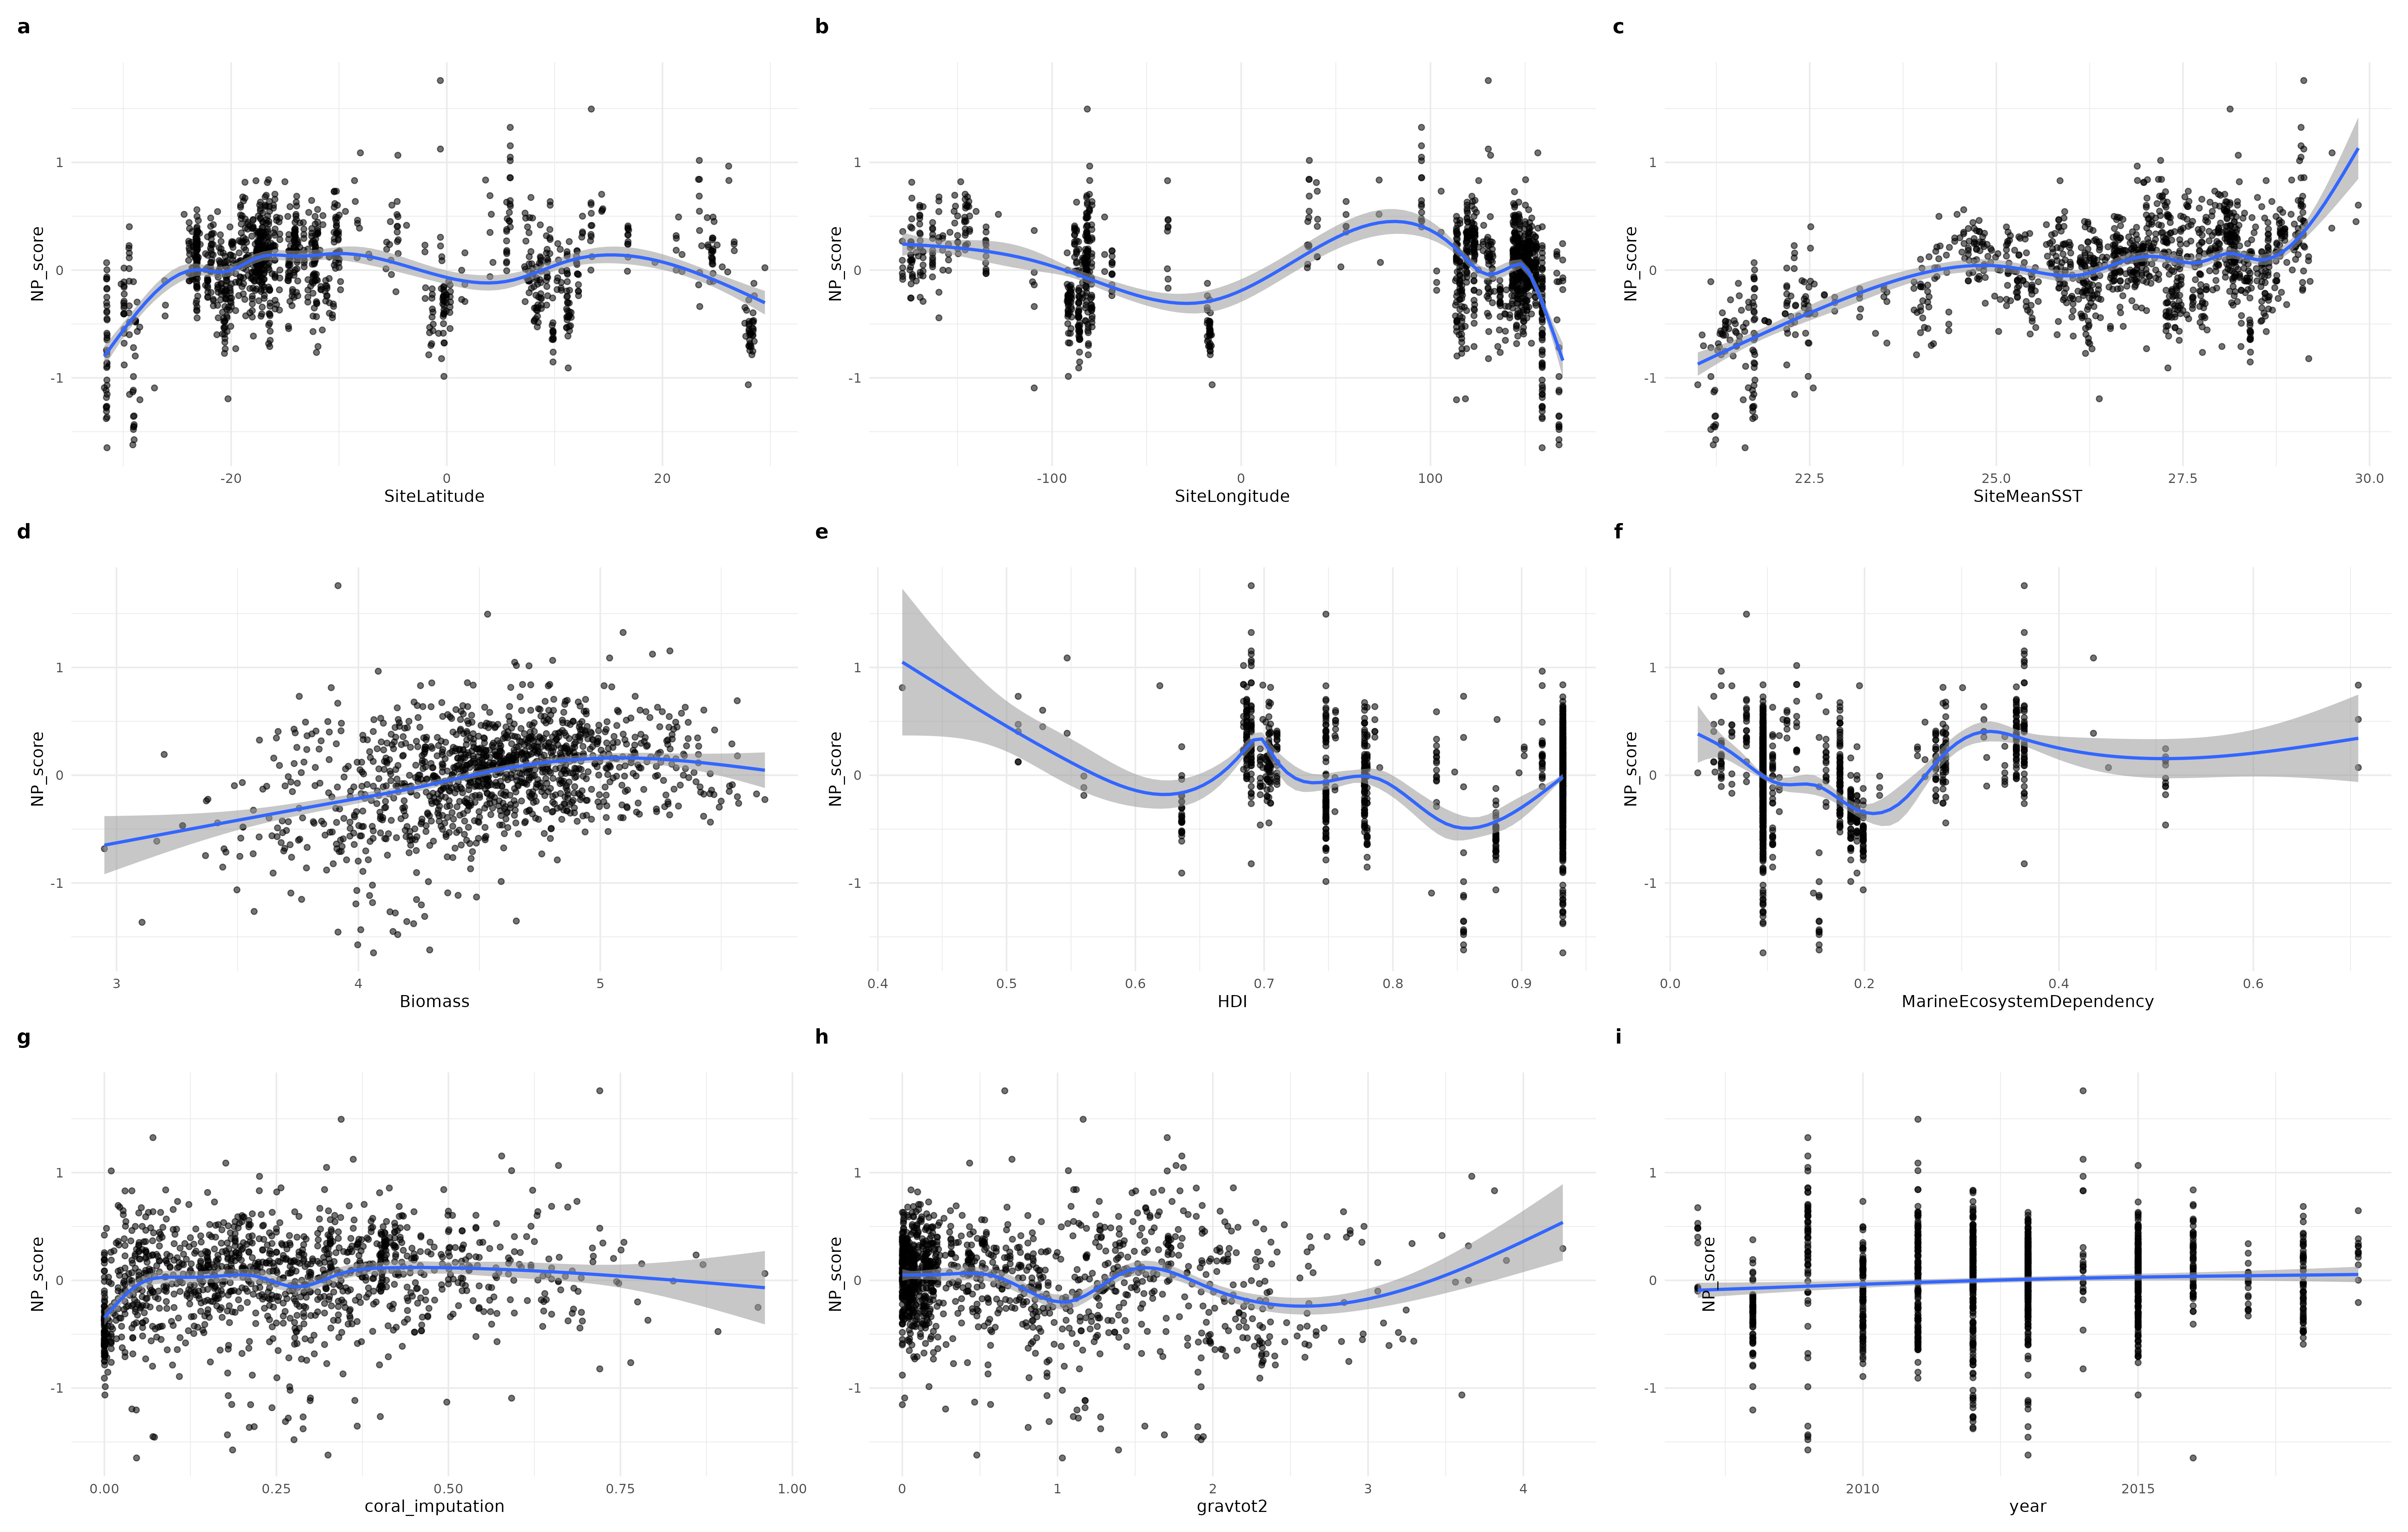 a
NP_score
1
0
-1
-20
0
20
SiteLatitude
b
NP_score
1
0
-1
-100
0
100
SiteLongitude
c
NP_score
1
0
-1
22.5
25.0
27.5
30.0
SiteMeanSST
d
NP_score
1
0
-1
3
4
5
Biomass
e
NP_score
1
0
-1
0.4
0.5
0.6
0.7
0.8
0.9
HDI
f
NP_score
1
0
-1
0.0
0.2
0.4
0.6
MarineEcosystemDependency
g
NP_score
1
0
-1
0.00
0.25
0.50
0.75
1.00
coral_imputation
h
NP_score
1
0
-1
0
1
2
3
4
gravtot2
i
NP_score
1
0
-1
2010
2015
year